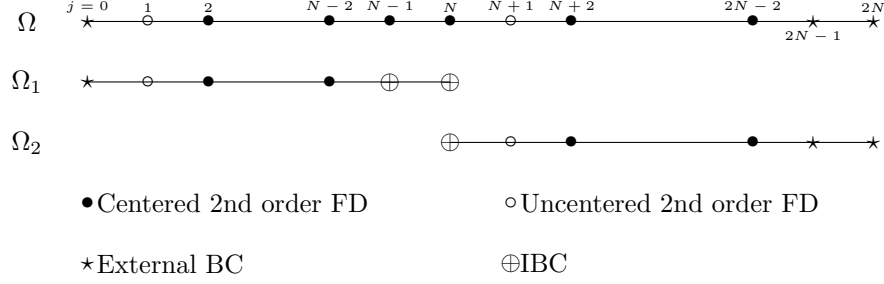 j = 0 1 2 N − 2 N − 1 N N + 1 N + 2 2N − 2 2N
Ω
2N − 1
Ω₁
Ω₂
Centered 2nd order FD Uncentered 2nd order FD
External BC IBC